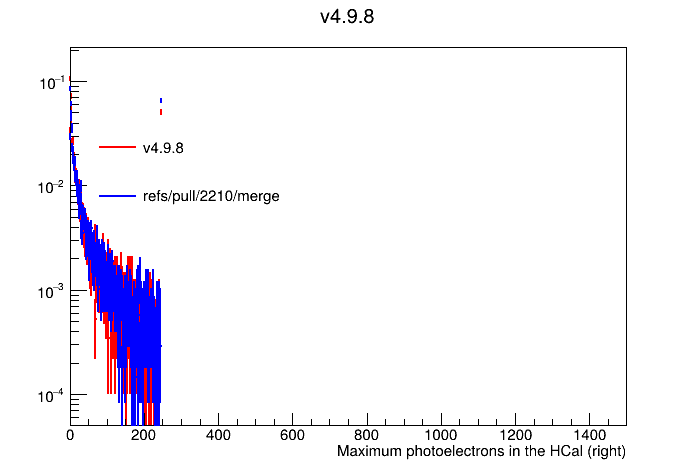 v4.9.8
10⁻¹
v4.9.8
10⁻²
refs/pull/2210/merge
10⁻³
10⁻⁴
0 200 400 600 800 1000 1200 1400
Maximum photoelectrons in the HCal (right)